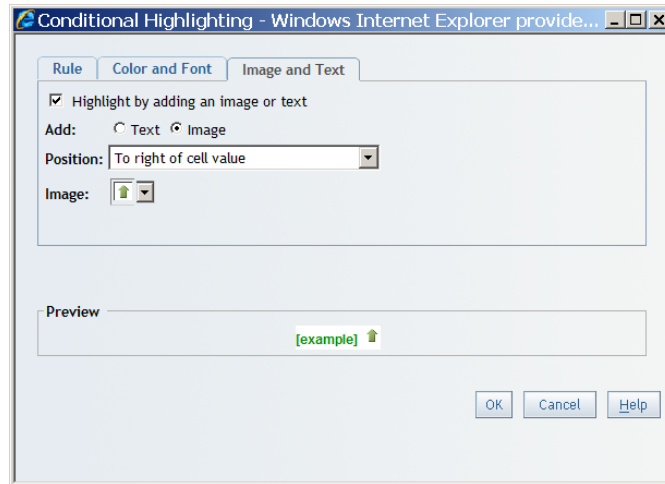 Conditional Highlighting - Windows Internet Explorer provide...
Rule Color and Font Image and Text
Highlight by adding an image or text
Add: Text Image
Position: To right of cell value
Image:
Preview
[example]
OK Cancel Help